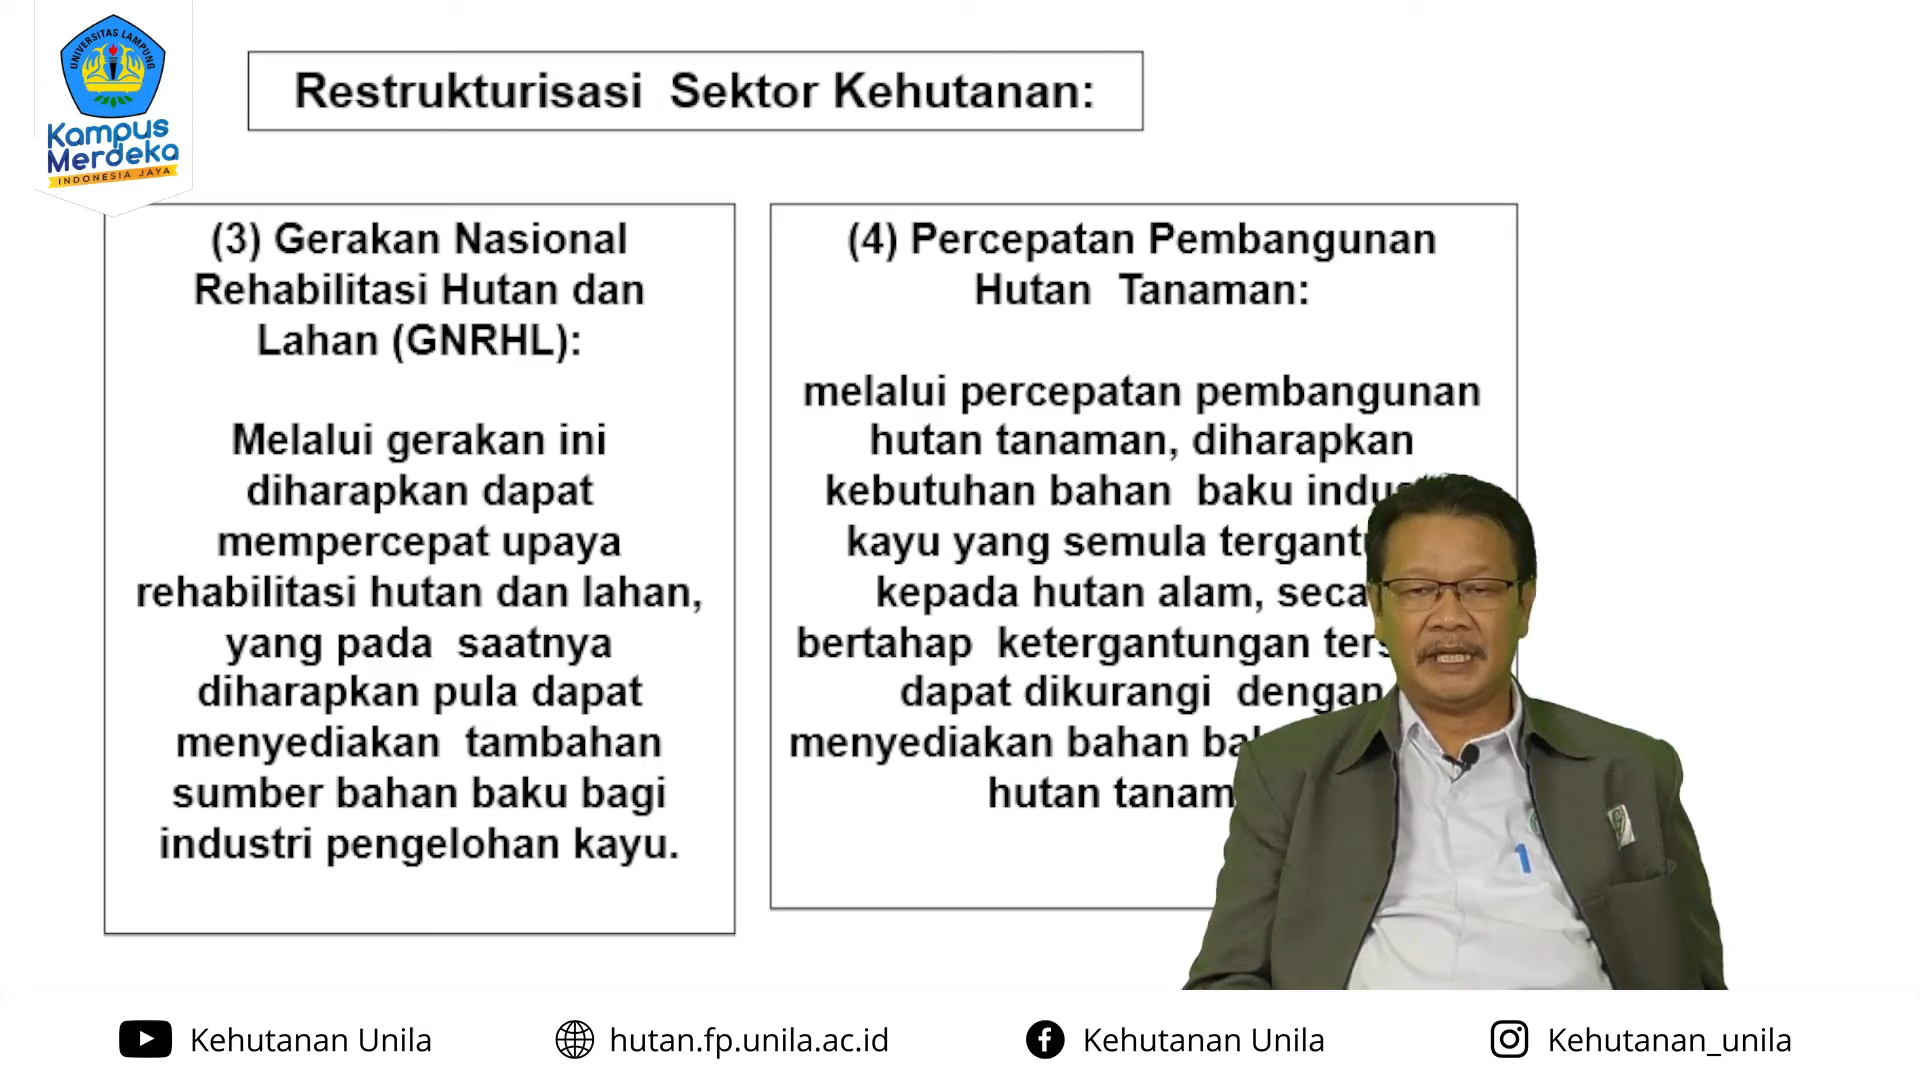 UNIVERSITAS LAMPUNG
Kampus
Merdeka
INDONESIA JAYA
Restrukturisasi Sektor Kehutanan:
(3) Gerakan Nasional
Rehabilitasi Hutan dan
Lahan (GNRHL):
Melalui gerakan ini
diharapkan dapat
mempercepat upaya
rehabilitasi hutan dan lahan,
yang pada saatnya
diharapkan pula dapat
menyediakan tambahan
sumber bahan baku bagi
industri pengelohan kayu.
(4) Percepatan Pembangunan
Hutan Tanaman:
melalui percepatan pembangunan
hutan tanaman, diharapkan
kebutuhan bahan baku
kayu yang semula
kepada hutan alam,
bertahap ketergantungan
dapat dikurangi dengan
menyediakan bahan
hutan
Kehutanan Unila
hutan.fp.unila.ac.id
Kehutanan Unila
Kehutanan_unila